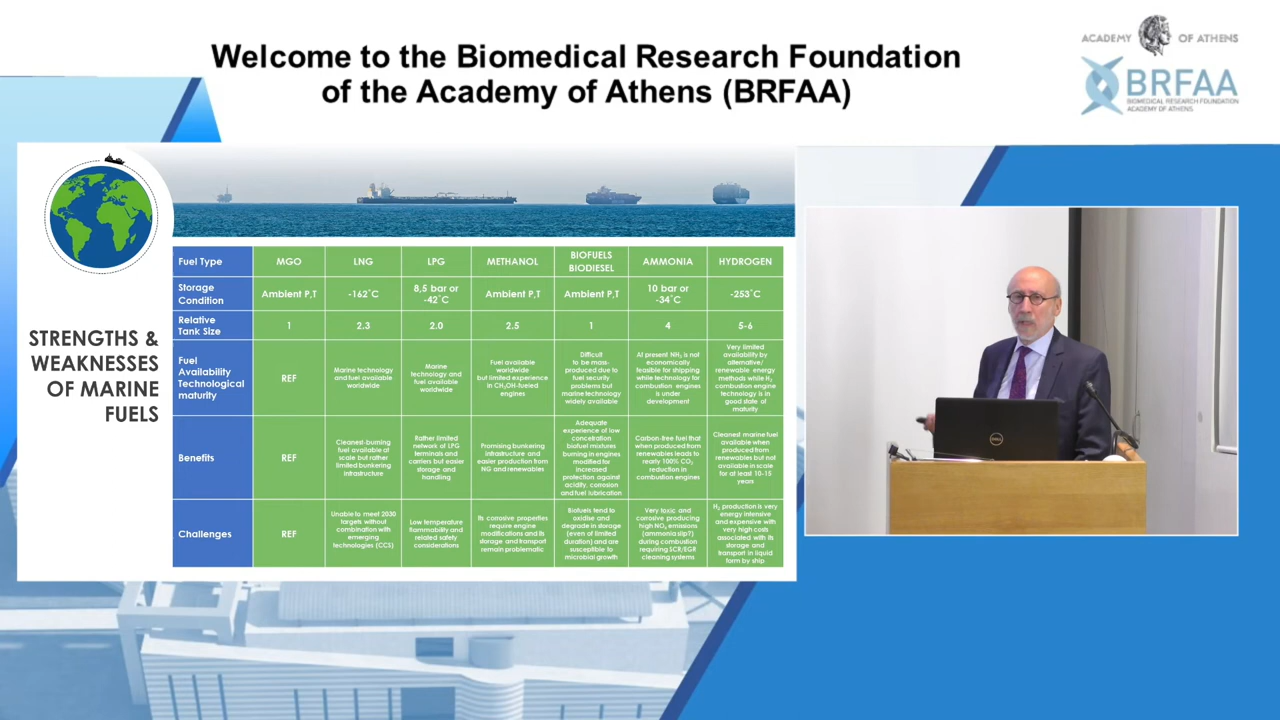 Welcome to the Biomedical Research Foundation
of the Academy of Athens (BRFAA)
ACADEMY OF ATHENS
BRFAA
BIOMEDICAL RESEARCH FOUNDATION
ACADEMY OF ATHENS
STRENGTHS &
WEAKNESSES
OF MARINE
FUELS
Fuel Type
MGO
LNG
LPG
METHANOL
BIOFUELS
BIODIESEL
AMMONIA
HYDROGEN
Storage
Condition
Ambient P,T
-162˚C
8,5 bar or
-42˚C
Ambient P,T
Ambient P,T
10 bar or
-34˚C
-253˚C
Relative
Tank Size
1
2.3
2.0
2.5
1
4
5-6
Fuel
Availability
Technological
maturity
REF
Marine technology
and fuel available
worldwide
Marine
technology and
fuel available
worldwide
Fuel available
worldwide
but limited experience
in CH₃OH-fueled
engines
Difficult
to be mass-
produced due to
fuel security
problems but
marine technology
widely available
At present NH₃ is not
economically
feasible for shipping
while technology for
combustion engines
is under
development
Very limited
availability by
alternative/
renewable energy
methods while H₂
combustion engine
technology is in
good state of
maturity
Benefits
REF
Cleanest-burning
fuel available at
scale but rather
limited bunkering
infrastructure
Rather limited
network of LPG
terminals and
carriers but easier
storage and
handling
Promising bunkering
infrastructure and
easier production from
NG and renewables
Adequate
experience of low
concetration
biofuel mixtures
burning in engines
modified for
increased
protection against
acidity, corrosion
and fuel lubrication
Carbon-free fuel that
when produced from
renewables leads to
nearly 100% CO₂
reduction in
combustion engines
Cleanest marine fuel
available when
produced from
renewables but not
available in scale
for at least 10-15
years
Challenges
REF
Unable to meet 2030
targets without
combination with
emerging
technologies (CCS)
Low temperature
flammability and
related safety
considerations
Its corrosive properties
require engine
modifications and its
storage and transport
remain problematic
Biofuels tend to
oxidise and
degrade in storage
(even of limited
duration) and are
susceptible to
microbial growth
Very toxic and
corrosive producing
high NOₓ emissions
(ammonia slip?)
during combustion
requiring SCR/EGR
cleaning systems
H₂ production is very
energy intensive
and expensive with
very high costs
associated with its
storage and
transport in liquid
form by ship
DELL